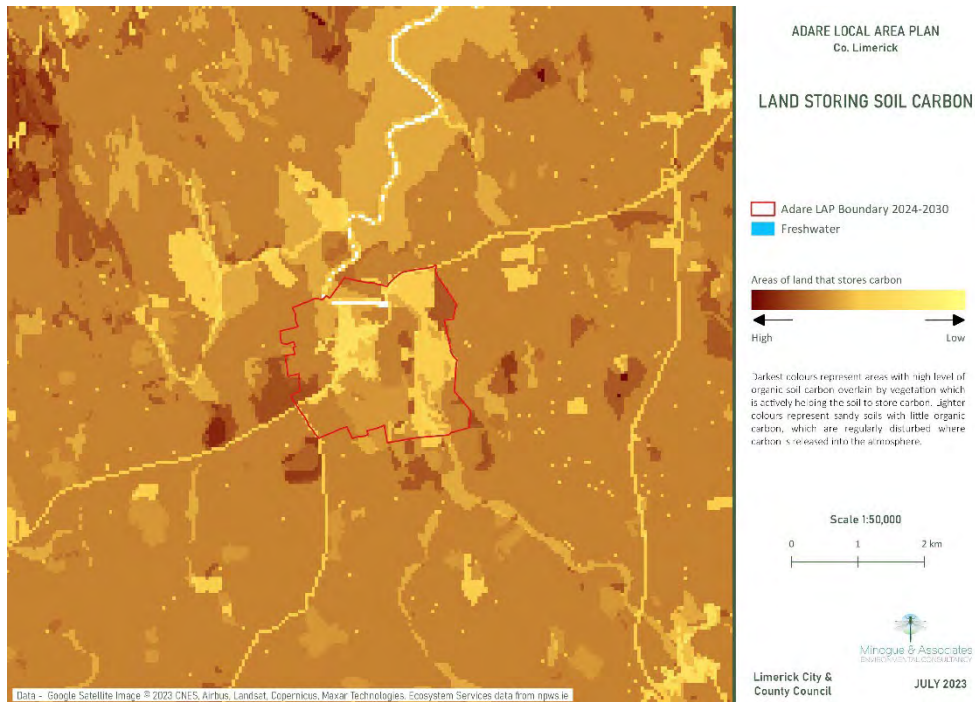 ADARE LOCAL AREA PLAN
Co. Limerick
LAND STORING SOIL CARBON
Adare LAP Boundary 2024-2030
Freshwater
Areas of land that stores carbon
High Low
Darkest colours represent areas with high level of
organic soil carbon overlain by vegetation which
is actively helping the soil to store carbon. Lighter
colours represent sandy soils with little organic
carbon, which are regularly disturbed where
carbon is released into the atmosphere.
Scale 1:50,000
0 1 2 km
Minogue & Associates
ENVIRONMENTAL CONSULTANCY
Limerick City &
County Council
JULY 2023
Data - Google Satellite Image © 2023 CNES, Airbus, Landsat, Copernicus, Maxar Technologies. Ecosystem Services data from npws.ie